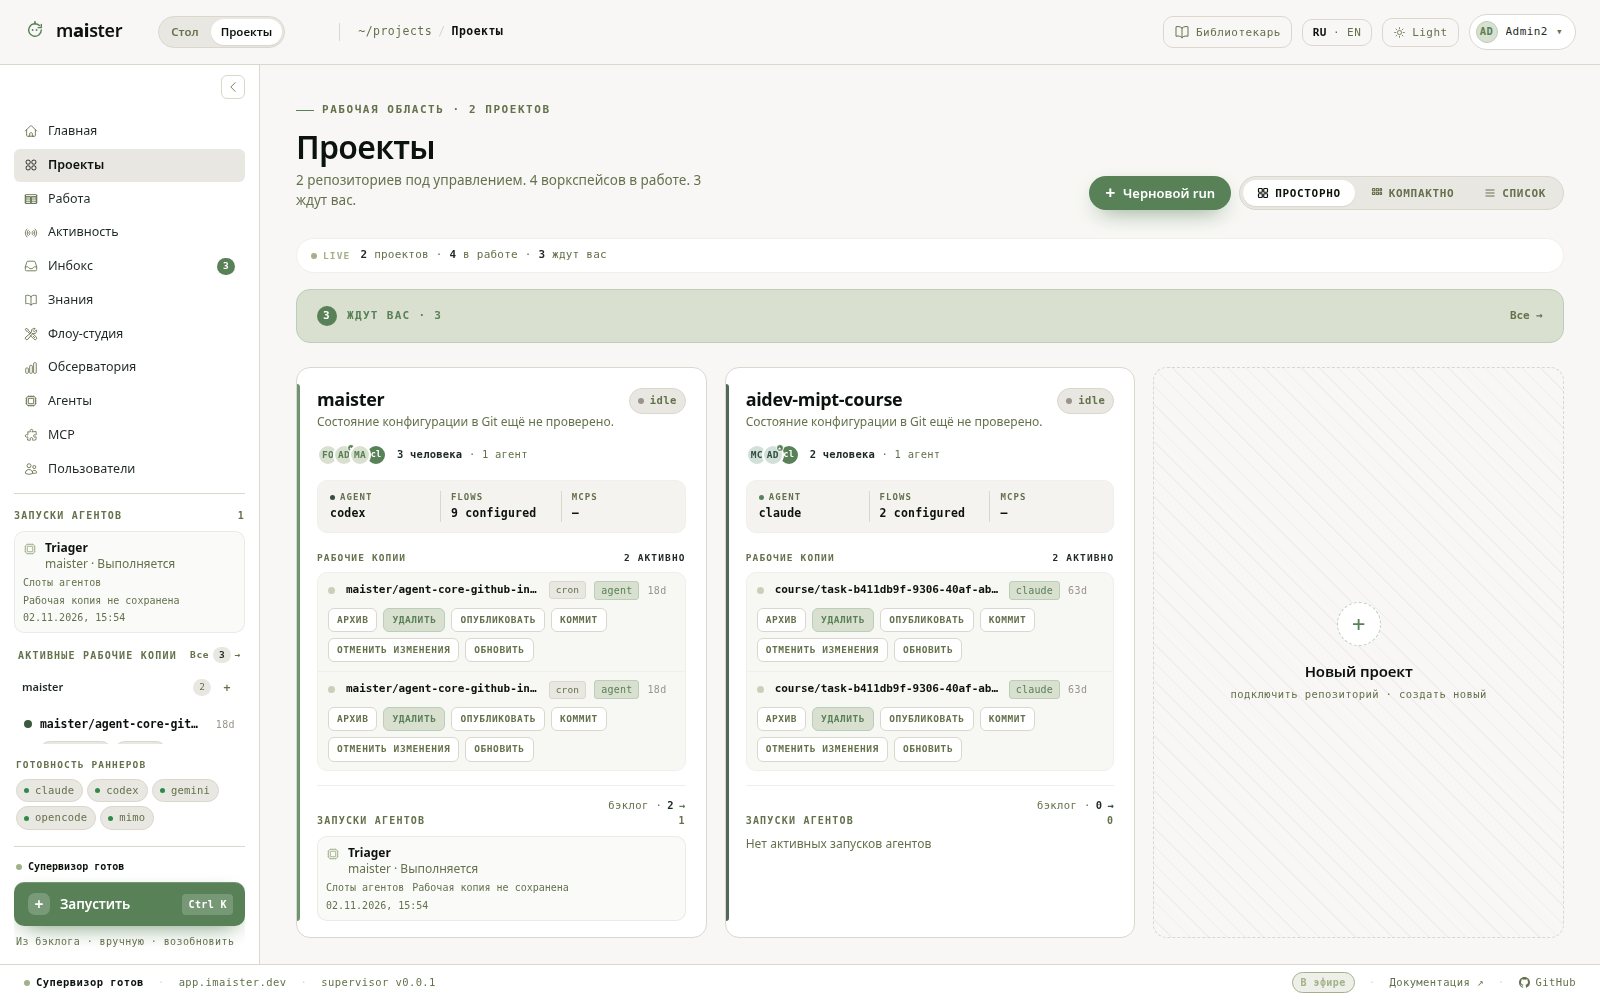 maister
Стол Проекты
~/projects / Проекты
Библиотекарь
RU · EN
Light
AD Admin2 ▾
Главная
Проекты
Работа
Активность
Инбокс 3
Знания
Флоу-студия
Обсерватория
Агенты
MCP
Пользователи
ЗАПУСКИ АГЕНТОВ 1
Triager
maister · Выполняется
Слоты агентов
Рабочая копия не сохранена
02.11.2026, 15:54
АКТИВНЫЕ РАБОЧИЕ КОПИИ Все 3 →
maister 2 +
maister/agent-core-git… 18d
ГОТОВНОСТЬ РАННЕРОВ
claude codex gemini
opencode mimo
Супервизор готов
+ Запустить Ctrl K
Из бэклога · вручную · возобновить
РАБОЧАЯ ОБЛАСТЬ · 2 ПРОЕКТОВ
Проекты
2 репозиториев под управлением. 4 воркспейсов в работе. 3
ждут вас.
+ Черновой run
ПРОСТОРНО КОМПАКТНО СПИСОК
LIVE 2 проектов · 4 в работе · 3 ждут вас
3 ЖДУТ ВАС · 3 Все →
maister idle
Состояние конфигурации в Git ещё не проверено.
FO AD MA cl 3 человека · 1 агент
AGENT FLOWS MCPS
codex 9 configured —
РАБОЧИЕ КОПИИ 2 АКТИВНО
maister/agent-core-github-in… cron agent 18d
АРХИВ УДАЛИТЬ ОПУБЛИКОВАТЬ КОММИТ
ОТМЕНИТЬ ИЗМЕНЕНИЯ ОБНОВИТЬ
maister/agent-core-github-in… cron agent 18d
АРХИВ УДАЛИТЬ ОПУБЛИКОВАТЬ КОММИТ
ОТМЕНИТЬ ИЗМЕНЕНИЯ ОБНОВИТЬ
бэклог · 2 →
ЗАПУСКИ АГЕНТОВ 1
Triager
maister · Выполняется
Слоты агентов Рабочая копия не сохранена
02.11.2026, 15:54
aidev-mipt-course idle
Состояние конфигурации в Git ещё не проверено.
MC AD cl 2 человека · 1 агент
AGENT FLOWS MCPS
claude 2 configured —
РАБОЧИЕ КОПИИ 2 АКТИВНО
course/task-b411db9f-9306-40af-ab… claude 63d
АРХИВ УДАЛИТЬ ОПУБЛИКОВАТЬ КОММИТ
ОТМЕНИТЬ ИЗМЕНЕНИЯ ОБНОВИТЬ
course/task-b411db9f-9306-40af-ab… claude 63d
АРХИВ УДАЛИТЬ ОПУБЛИКОВАТЬ КОММИТ
ОТМЕНИТЬ ИЗМЕНЕНИЯ ОБНОВИТЬ
бэклог · 0 →
ЗАПУСКИ АГЕНТОВ 0
Нет активных запусков агентов
+
Новый проект
подключить репозиторий · создать новый
Супервизор готов · app.imaister.dev · supervisor v0.0.1
В эфире · Документация ↗ · GitHub